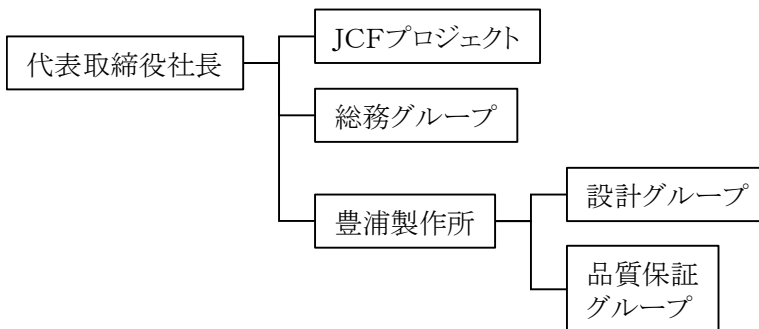 JCFプロジェクト
代表取締役社長
総務グループ
設計グループ
豊浦製作所
品質保証
グループ